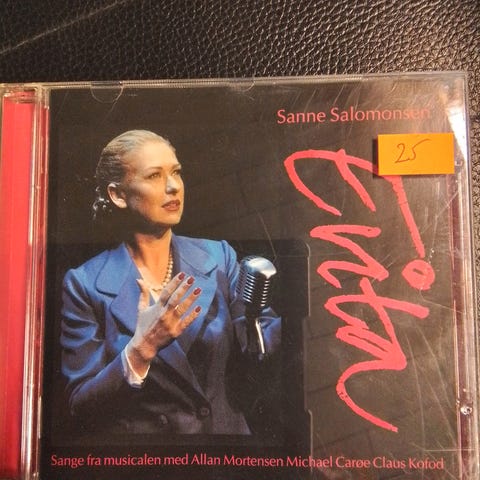 Sanne Salomonsen
25
Evita
Sange fra musicalen med Allan Mortensen Michael Carøe Claus Kofod